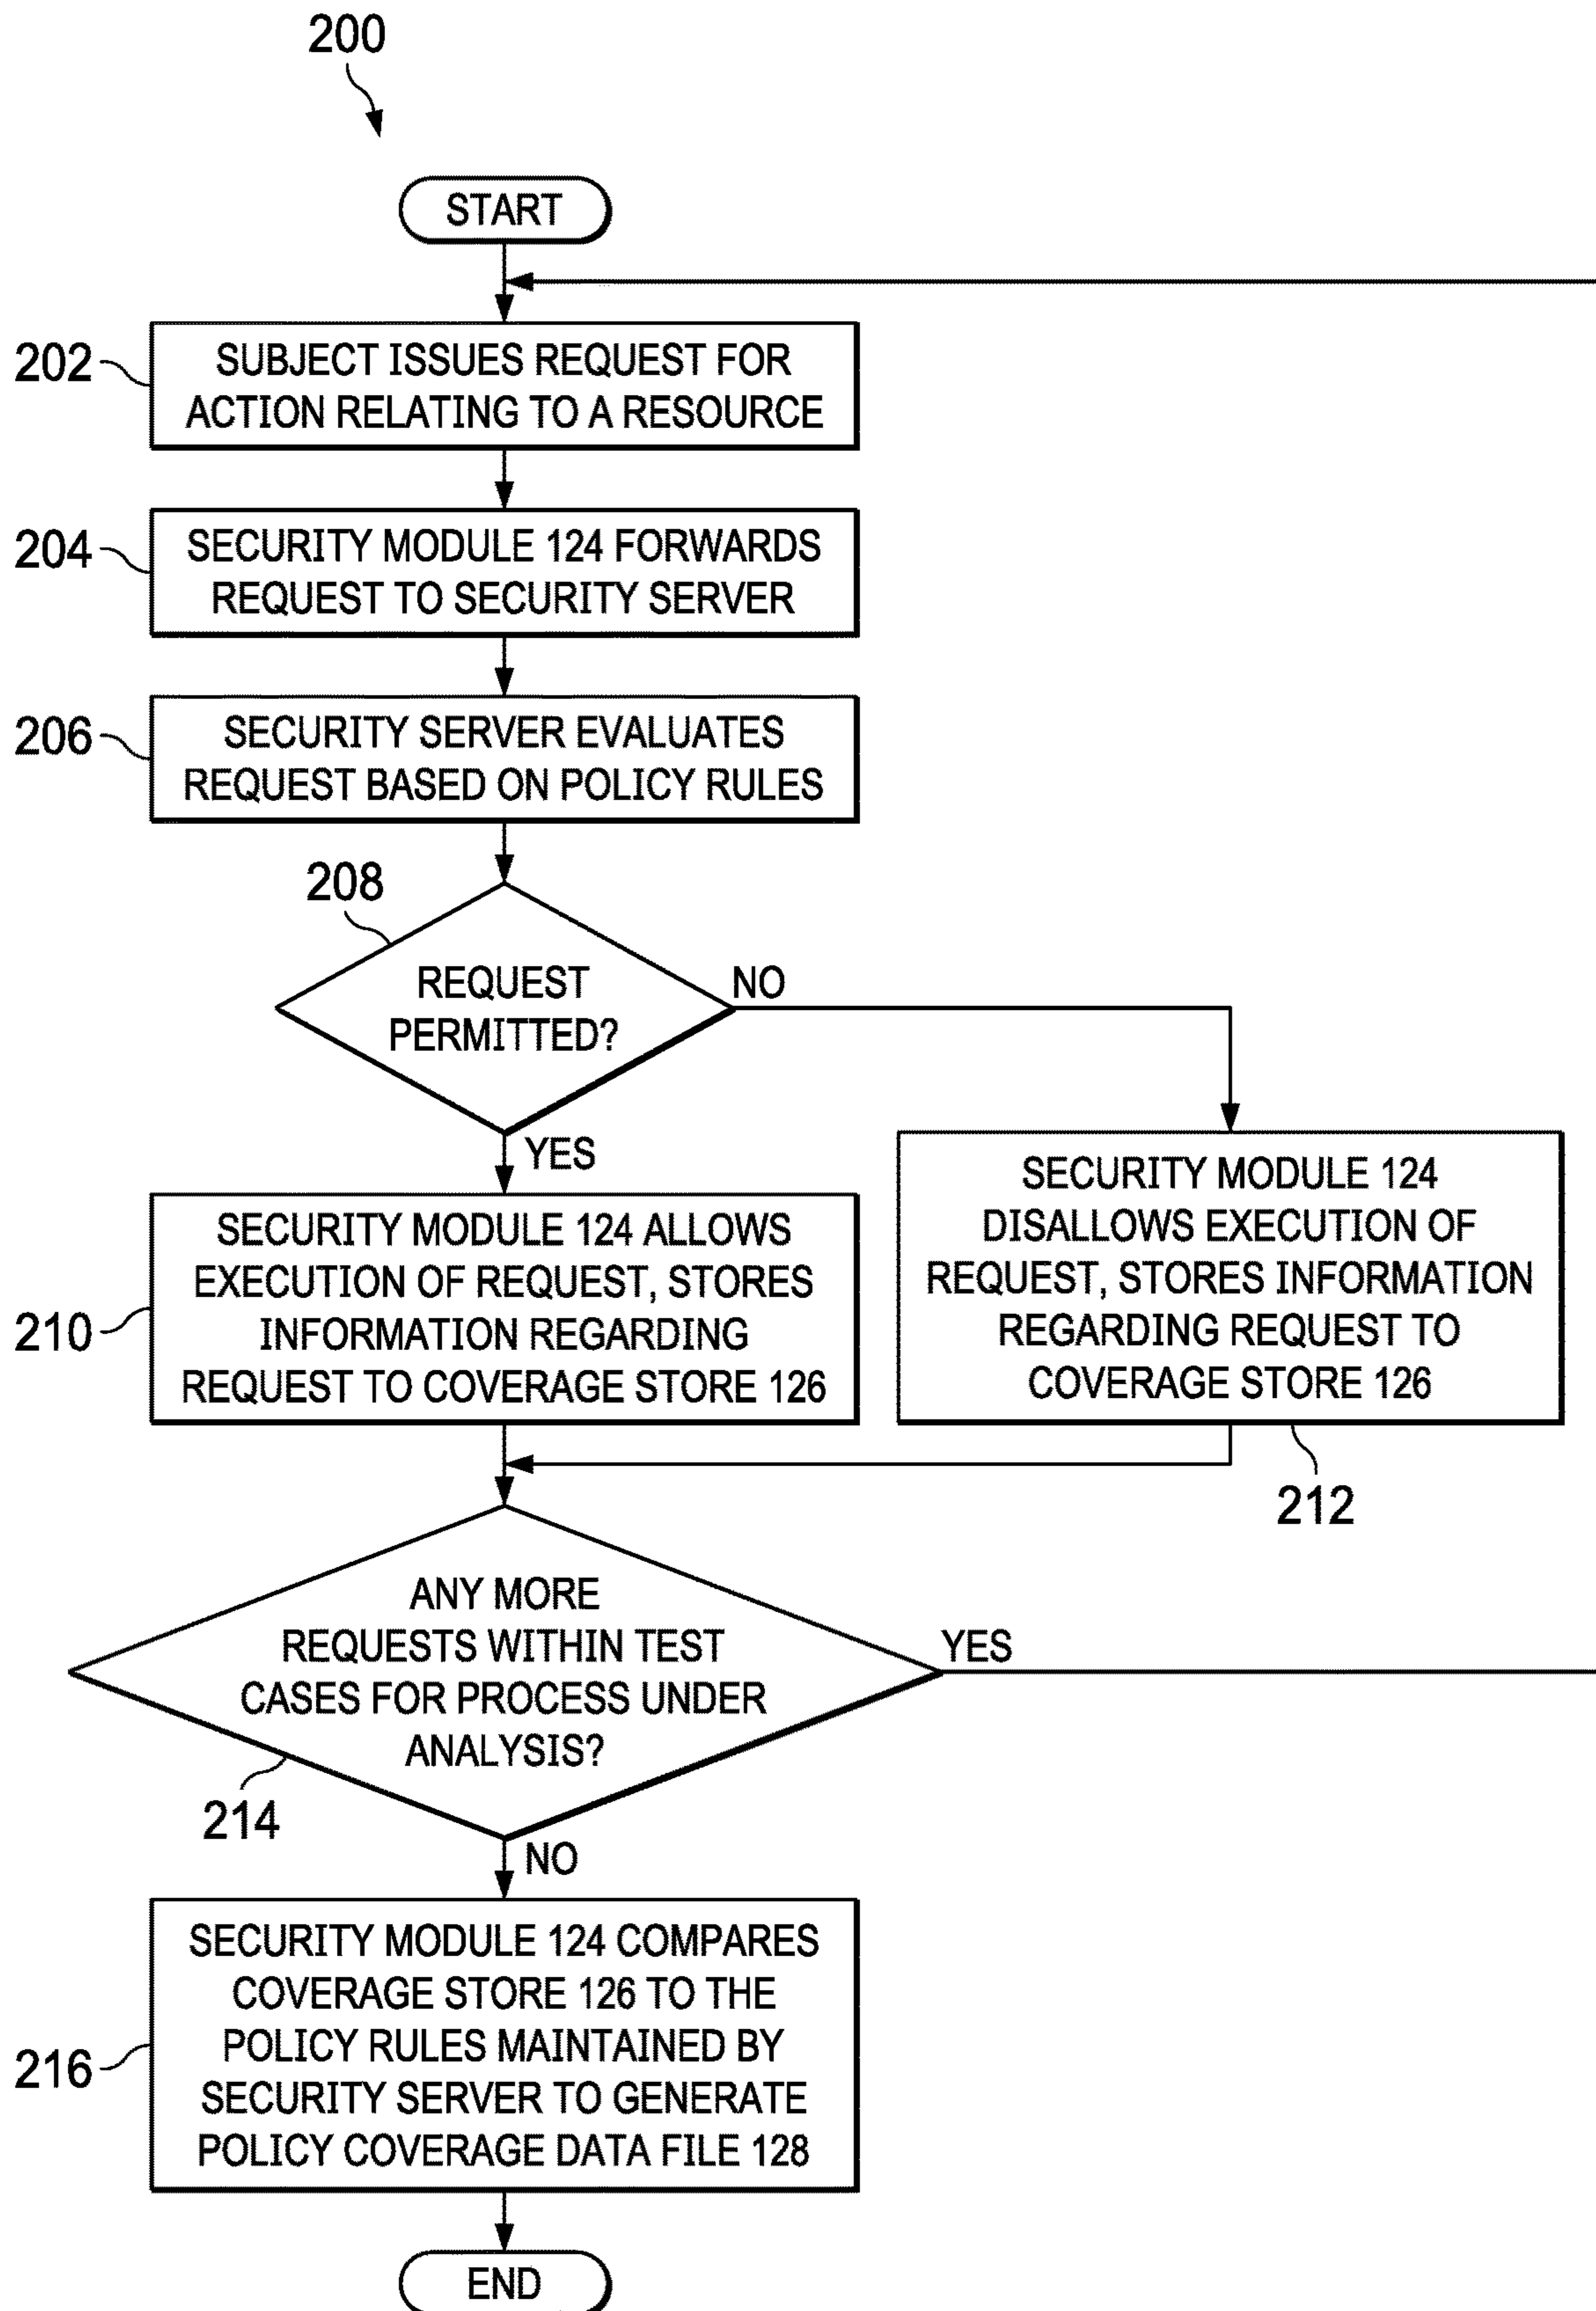 200
START
202
SUBJECT ISSUES REQUEST FOR
ACTION RELATING TO A RESOURCE
204
SECURITY MODULE 124 FORWARDS
REQUEST TO SECURITY SERVER
206
SECURITY SERVER EVALUATES
REQUEST BASED ON POLICY RULES
208
REQUEST
PERMITTED?
NO
YES
210
SECURITY MODULE 124 ALLOWS
EXECUTION OF REQUEST, STORES
INFORMATION REGARDING
REQUEST TO COVERAGE STORE 126
SECURITY MODULE 124
DISALLOWS EXECUTION OF
REQUEST, STORES INFORMATION
REGARDING REQUEST TO
COVERAGE STORE 126
212
ANY MORE
REQUESTS WITHIN TEST
CASES FOR PROCESS UNDER
ANALYSIS?
YES
214
NO
216
SECURITY MODULE 124 COMPARES
COVERAGE STORE 126 TO THE
POLICY RULES MAINTAINED BY
SECURITY SERVER TO GENERATE
POLICY COVERAGE DATA FILE 128
END